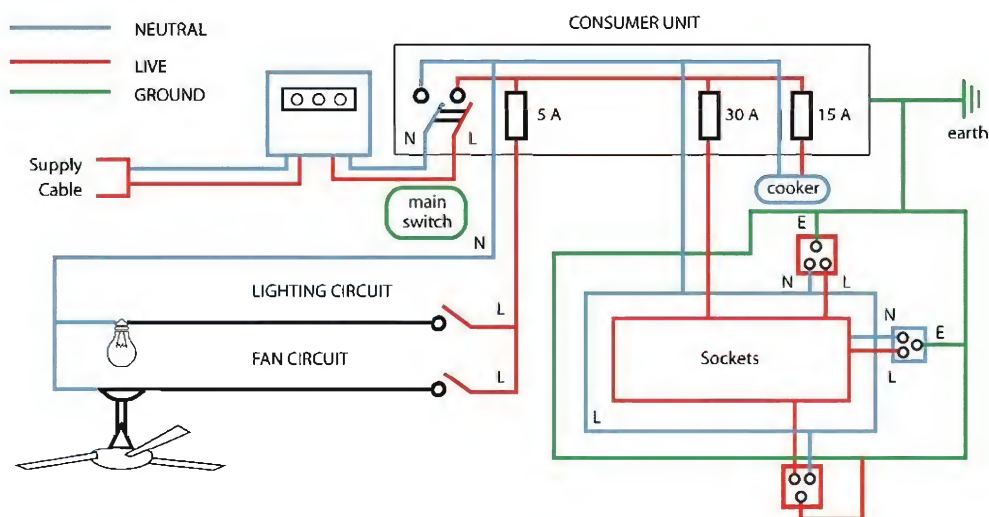 NEUTRAL
LIVE
GROUND
CONSUMER UNIT
N
L
5 A
30 A
15 A
earth
Supply
Cable
main
switch
cooker
N
E
N
L
LIGHTING CIRCUIT
L
N
E
Sockets
FAN CIRCUIT
L
L
L